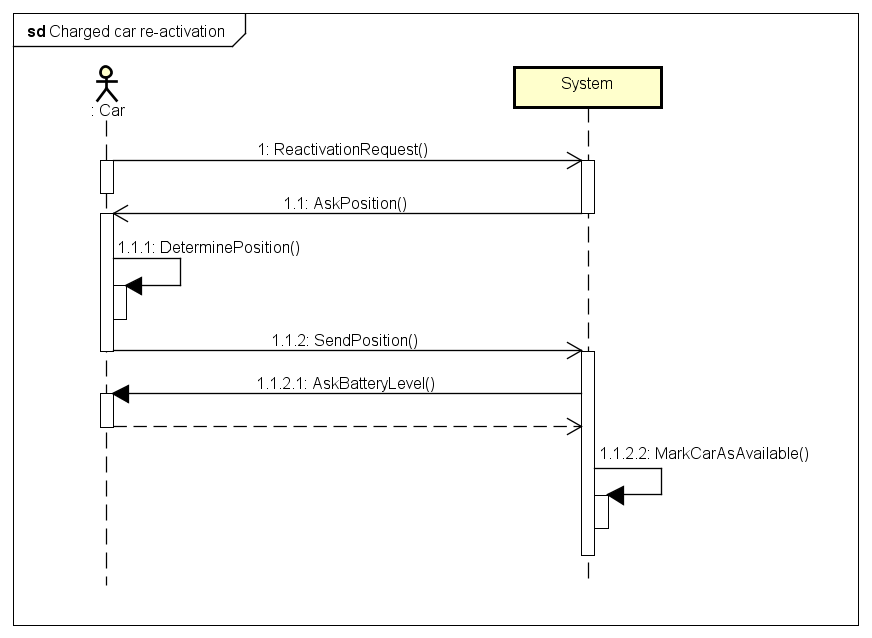 sd Charged car re-activation
: Car
System
1: ReactivationRequest()
1.1: AskPosition()
1.1.1: DeterminePosition()
1.1.2: SendPosition()
1.1.2.1: AskBatteryLevel()
1.1.2.2: MarkCarAsAvailable()